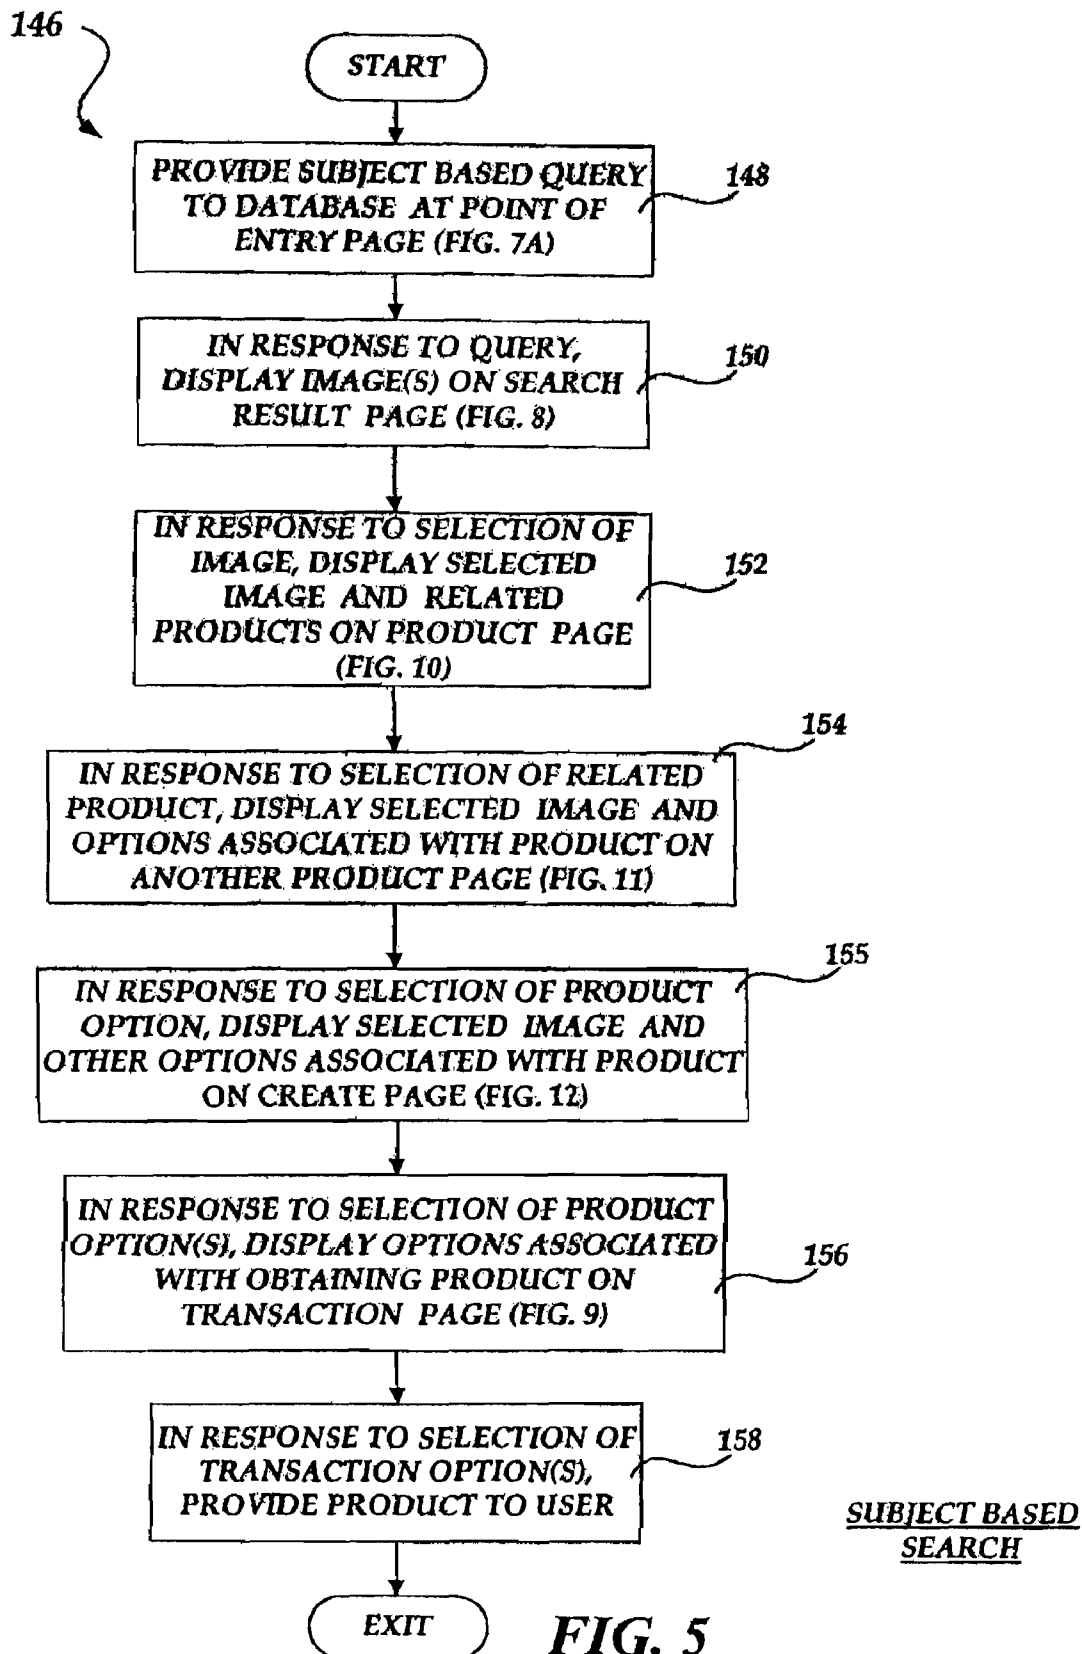 146
START
PROVIDE SUBJECT BASED QUERY
TO DATABASE AT POINT OF
ENTRY PAGE (FIG. 7A)
148
IN RESPONSE TO QUERY,
DISPLAY IMAGE(S) ON SEARCH
RESULT PAGE (FIG. 8)
150
IN RESPONSE TO SELECTION OF
IMAGE, DISPLAY SELECTED
IMAGE AND RELATED
PRODUCTS ON PRODUCT PAGE
(FIG. 10)
152
154
IN RESPONSE TO SELECTION OF RELATED
PRODUCT, DISPLAY SELECTED IMAGE AND
OPTIONS ASSOCIATED WITH PRODUCT ON
ANOTHER PRODUCT PAGE (FIG. 11)
155
IN RESPONSE TO SELECTION OF PRODUCT
OPTION, DISPLAY SELECTED IMAGE AND
OTHER OPTIONS ASSOCIATED WITH PRODUCT
ON CREATE PAGE (FIG. 12)
IN RESPONSE TO SELECTION OF PRODUCT
OPTION(S), DISPLAY OPTIONS ASSOCIATED
WITH OBTAINING PRODUCT ON
TRANSACTION PAGE (FIG. 9)
156
IN RESPONSE TO SELECTION OF
TRANSACTION OPTION(S),
PROVIDE PRODUCT TO USER
158
SUBJECT BASED
SEARCH
EXIT
FIG. 5